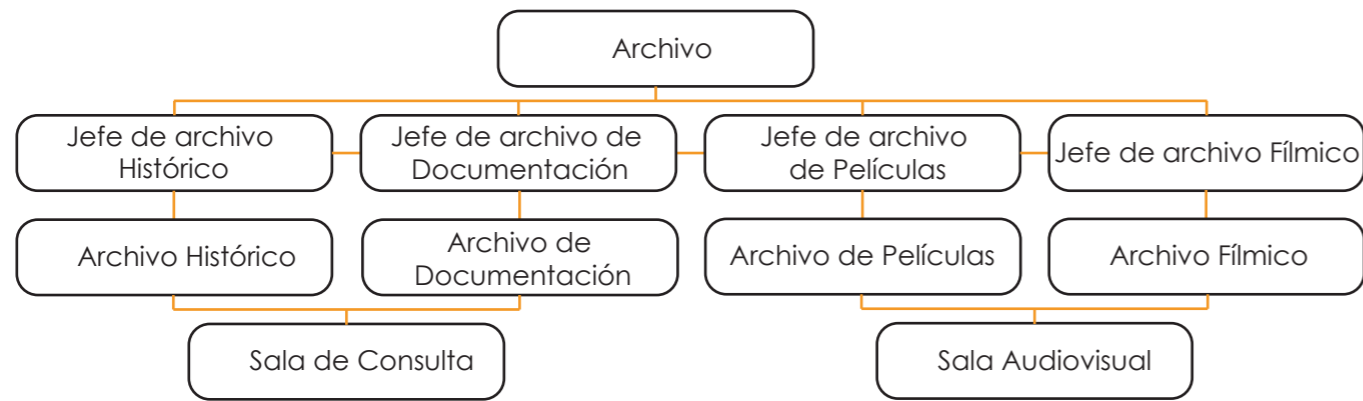 Archivo
Jefe de archivo
Histórico
Jefe de archivo de
Documentación
Jefe de archivo
de Películas
Jefe de archivo Fílmico
Archivo Histórico
Archivo de
Documentación
Archivo de Películas
Archivo Fílmico
Sala de Consulta
Sala Audiovisual